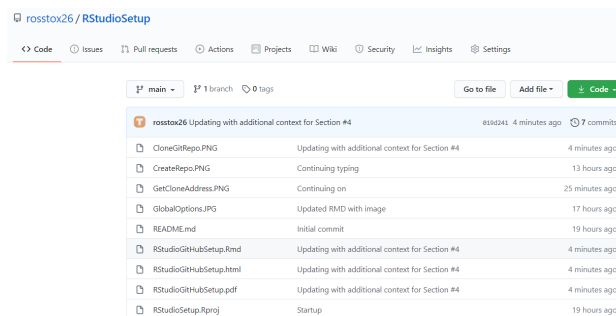 rosstox26 / RStudioSetup
Code Issues Pull requests Actions Projects Wiki Security Insights Settings
main 1 branch 0 tags Go to file Add file Code
rosstox26 Updating with additional context for Section #4 019d241 4 minutes ago 7 commits
CloneGitRepo.PNG Updating with additional context for Section #4 4 minutes ago
CreateRepo.PNG Continuing typing 13 hours ago
GetCloneAddress.PNG Continuing on 25 minutes ago
GlobalOptions.JPG Updated RMD with image 17 hours ago
README.md Initial commit 19 hours ago
RStudioGitHubSetup.Rmd Updating with additional context for Section #4 4 minutes ago
RStudioGitHubSetup.html Updating with additional context for Section #4 4 minutes ago
RStudioGitHubSetup.pdf Updating with additional context for Section #4 4 minutes ago
RStudioSetup.Rproj Startup 19 hours ago